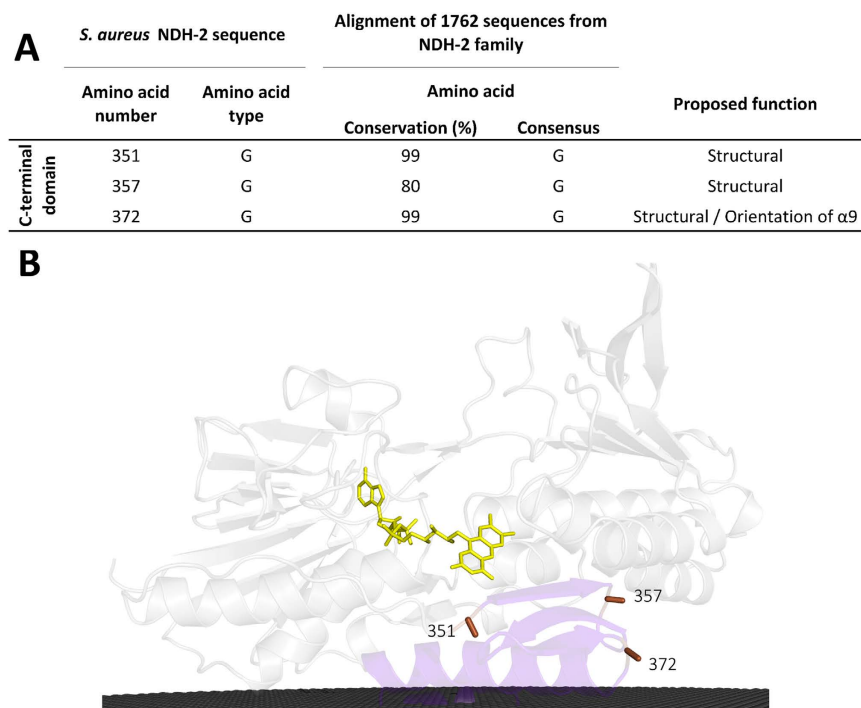 A
S. aureus NDH-2 sequence
Alignment of 1762 sequences from
NDH-2 family
Amino acid
number
Amino acid
type
Amino acid
Conservation (%)
Consensus
Proposed function
C-terminal
domain
351 G 99 G Structural
357 G 80 G Structural
372 G 99 G Structural / Orientation of α9
B
357
351
372